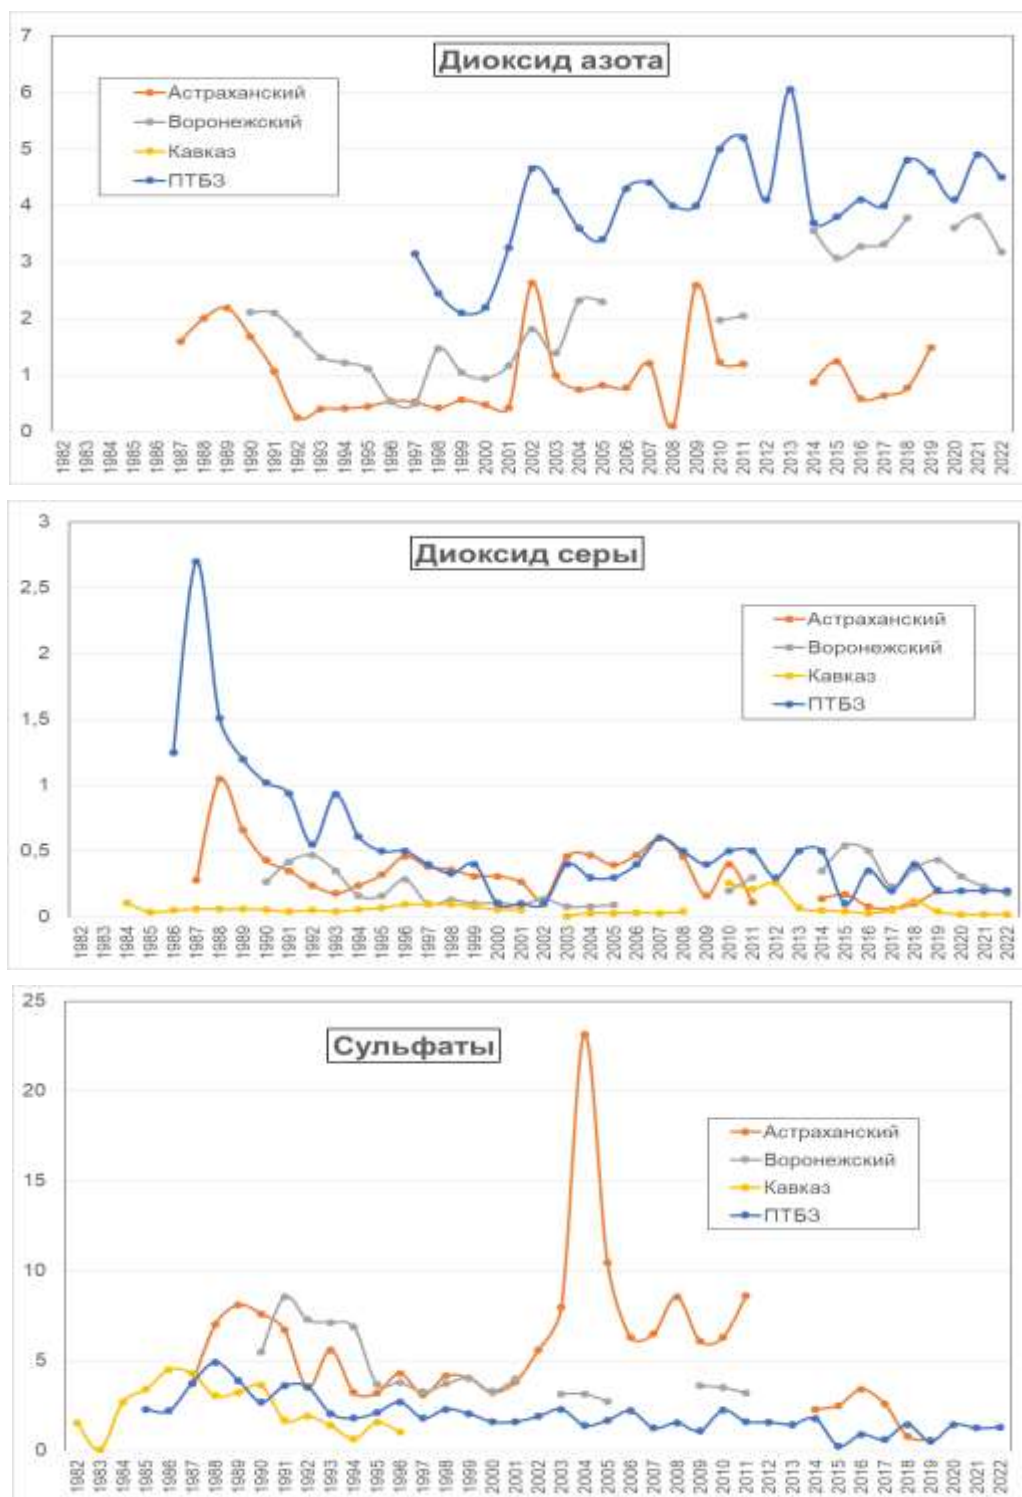 Диоксид азота
7
6
5
4
3
2
1
0
Астраханский
Воронежский
Кавказ
ПТБЗ
1982 1983 1984 1985 1986 1987 1988 1989 1990 1991 1992 1993 1994 1995 1996 1997 1998 1999 2000 2001 2002 2003 2004 2005 2006 2007 2008 2009 2010 2011 2012 2013 2014 2015 2016 2017 2018 2019 2020 2021 2022
Диоксид серы
3
2,5
2
1,5
1
0,5
0
Астраханский
Воронежский
Кавказ
ПТБЗ
1982 1983 1984 1985 1986 1987 1988 1989 1990 1991 1992 1993 1994 1995 1996 1997 1998 1999 2000 2001 2002 2003 2004 2005 2006 2007 2008 2009 2010 2011 2012 2013 2014 2015 2016 2017 2018 2019 2020 2021 2022
Сульфаты
25
20
15
10
5
0
Астраханский
Воронежский
Кавказ
ПТБЗ
1982 1983 1984 1985 1986 1987 1988 1989 1990 1991 1992 1993 1994 1995 1996 1997 1998 1999 2000 2001 2002 2003 2004 2005 2006 2007 2008 2009 2010 2011 2012 2013 2014 2015 2016 2017 2018 2019 2020 2021 2022